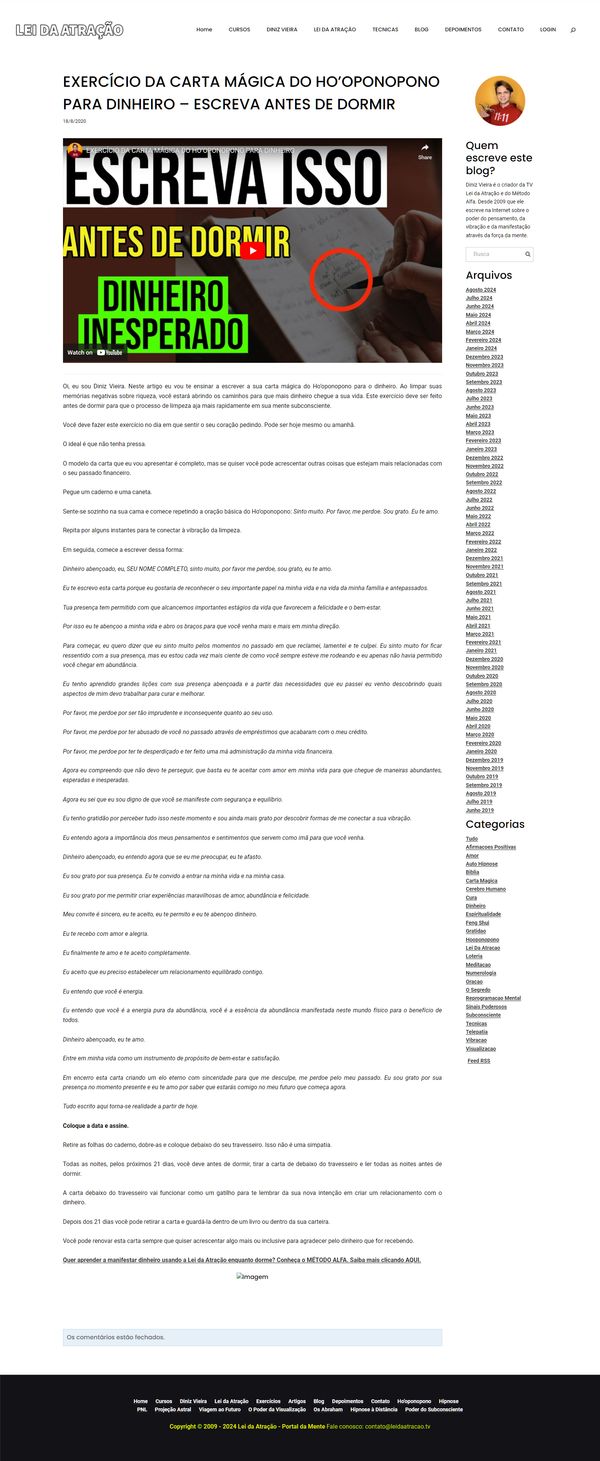 LEI DA ATRAÇÃO
Home CURSOS DINIZ VIEIRA LEI DA ATRAÇÃO TECNICAS BLOG DEPOIMENTOS CONTATO LOGIN
EXERCÍCIO DA CARTA MÁGICA DO HO’OPONOPONO
PARA DINHEIRO – ESCREVA ANTES DE DORMIR
18/8/2020
EXERCÍCIO DA CARTA MÁGICA DO HO'OPONOPONO PARA DINHEIRO
Share
ESCREVA ISSO
ANTES DE DORMIR
DINHEIRO
INESPERADO
Watch on YouTube
Oi, eu sou Diniz Vieira. Neste artigo eu vou te ensinar a escrever a sua carta mágica do Ho'oponopono para o dinheiro. Ao limpar suas
memórias negativas sobre riqueza, você estará abrindo os caminhos para que mais dinheiro chegue a sua vida. Este exercício deve ser feito
antes de dormir para que o processo de limpeza aja mais rapidamente em sua mente subconsciente.
Você deve fazer este exercício no dia em que sentir o seu coração pedindo. Pode ser hoje mesmo ou amanhã.
O ideal é que não tenha pressa.
O modelo da carta que eu vou apresentar é completo, mas se quiser você pode acrescentar outras coisas que estejam mais relacionadas com
o seu passado financeiro.
Pegue um caderno e uma caneta.
Sente-se sozinho na sua cama e comece repetindo a oração básica do Ho'oponopono: Sinto muito. Por favor, me perdoe. Sou grato. Eu te amo.
Repita por alguns instantes para te conectar à vibração da limpeza.
Em seguida, comece a escrever dessa forma:
Dinheiro abençoado, eu, SEU NOME COMPLETO, sinto muito, por favor me perdoe, sou grato, eu te amo.
Eu te escrevo esta carta porque eu gostaria de reconhecer o seu importante papel na minha vida e na vida da minha família e antepassados.
Tua presença tem permitido com que alcancemos importantes estágios da vida que favorecem a felicidade e o bem-estar.
Por isso eu te abençoo a minha vida e abro os braços para que você venha mais e mais em minha direção.
Para começar, eu quero dizer que eu sinto muito pelos momentos no passado em que reclamei, lamentei e te culpei. Eu sinto muito for ficar
ressentido com a sua presença, mas eu estou cada vez mais ciente de como você sempre esteve me rodeando e eu apenas não havia permitido
você chegar em abundância.
Eu tenho aprendido grandes lições com sua presença abençoada e a partir das necessidades que eu passei eu venho descobrindo quais
aspectos de mim devo trabalhar para curar e melhorar.
Por favor, me perdoe por ser tão imprudente e inconsequente quanto ao seu uso.
Por favor, me perdoe por ter abusado de você no passado através de empréstimos que acabaram com o meu crédito.
Por favor, me perdoe por ter te desperdiçado e ter feito uma má administração da minha vida financeira.
Agora eu compreendo que não devo te perseguir, que basta eu te aceitar com amor em minha vida para que chegue de maneiras abundantes,
esperadas e inesperadas.
Agora eu sei que eu sou digno de que você se manifeste com segurança e equilíbrio.
Eu tenho gratidão por perceber tudo isso neste momento e sou ainda mais grato por descobrir formas de me conectar a sua vibração.
Eu entendo agora a importância dos meus pensamentos e sentimentos que servem como imã para que você venha.
Dinheiro abençoado, eu entendo agora que se eu me preocupar, eu te afasto.
Eu sou grato por sua presença. Eu te convido a entrar na minha vida e na minha casa.
Eu sou grato por me permitir criar experiências maravilhosas de amor, abundância e felicidade.
Meu convite é sincero, eu te aceito, eu te permito e eu te abençoo dinheiro.
Eu te recebo com amor e alegria.
Eu finalmente te amo e te aceito completamente.
Eu aceito que eu preciso estabelecer um relacionamento equilibrado contigo.
Eu entendo que você é energia.
Eu entendo que você é a energia pura da abundância, você é a essência da abundância manifestada neste mundo físico para o benefício de
todos.
Dinheiro abençoado, eu te amo.
Entre em minha vida como um instrumento de propósito de bem-estar e satisfação.
Em encerro esta carta criando um elo eterno com sinceridade para que me desculpe, me perdoe pelo meu passado. Eu sou grato por sua
presença no momento presente e eu te amo por saber que estarás comigo no meu futuro que começa agora.
Tudo escrito aqui torna-se realidade a partir de hoje.
Coloque a data e assine.
Retire as folhas do caderno, dobre-as e coloque debaixo do seu travesseiro. Isso não é uma simpatia.
Todas as noites, pelos próximos 21 dias, você deve antes de dormir, tirar a carta de debaixo do travesseiro e ler todas as noites antes de
dormir.
A carta debaixo do travesseiro vai funcionar como um gatilho para te lembrar da sua nova intenção em criar um relacionamento com o
dinheiro.
Depois dos 21 dias você pode retirar a carta e guardá-la dentro de um livro ou dentro da sua carteira.
Você pode renovar esta carta sempre que quiser acrescentar algo mais ou inclusive para agradecer pelo dinheiro que for recebendo.
Quer aprender a manifestar dinheiro usando a Lei da Atração enquanto dorme? Conheça o MÉTODO ALFA. Saiba mais clicando AQUI.
Imagem
Os comentários estão fechados.
11:11
Quem
escreve este
blog?
Diniz Vieira é o criador da TV
Lei da Atração e do Método
Alfa. Desde 2009 que ele
escreve na Internet sobre o
poder do pensamento, da
vibração e da manifestação
através da força da mente.
Busca
Arquivos
Agosto 2024
Julho 2024
Junho 2024
Maio 2024
Abril 2024
Março 2024
Fevereiro 2024
Janeiro 2024
Dezembro 2023
Novembro 2023
Outubro 2023
Setembro 2023
Agosto 2023
Julho 2023
Junho 2023
Maio 2023
Abril 2023
Março 2023
Fevereiro 2023
Janeiro 2023
Dezembro 2022
Novembro 2022
Outubro 2022
Setembro 2022
Agosto 2022
Julho 2022
Junho 2022
Maio 2022
Abril 2022
Março 2022
Fevereiro 2022
Janeiro 2022
Dezembro 2021
Novembro 2021
Outubro 2021
Setembro 2021
Agosto 2021
Julho 2021
Junho 2021
Maio 2021
Abril 2021
Março 2021
Fevereiro 2021
Janeiro 2021
Dezembro 2020
Novembro 2020
Outubro 2020
Setembro 2020
Agosto 2020
Julho 2020
Junho 2020
Maio 2020
Abril 2020
Março 2020
Fevereiro 2020
Janeiro 2020
Dezembro 2019
Novembro 2019
Outubro 2019
Setembro 2019
Agosto 2019
Julho 2019
Junho 2019
Categorias
Tudo
Afirmacoes Positivas
Amor
Auto Hipnose
Biblia
Carta Magica
Cerebro Humano
Cura
Dinheiro
Espiritualidade
Feng Shui
Gratidao
Hooponopono
Lei Da Atracao
Loteria
Meditacao
Numerologia
Oracao
O Segredo
Reprogramacao Mental
Sinais Poderosos
Subconsciente
Tecnicas
Telepatia
Vibracao
Visualizacao
Feed RSS
Home Cursos Diniz Vieira Lei da Atração Exercícios Artigos Blog Depoimentos Contato Ho'oponopono Hipnose
PNL Projeção Astral Viagem ao Futuro O Poder da Visualização Os Abraham Hipnose à Distância Poder do Subconsciente
Copyright © 2009 - 2024 Lei da Atração - Portal da Mente Fale conosco: contato@leidaatracao.tv